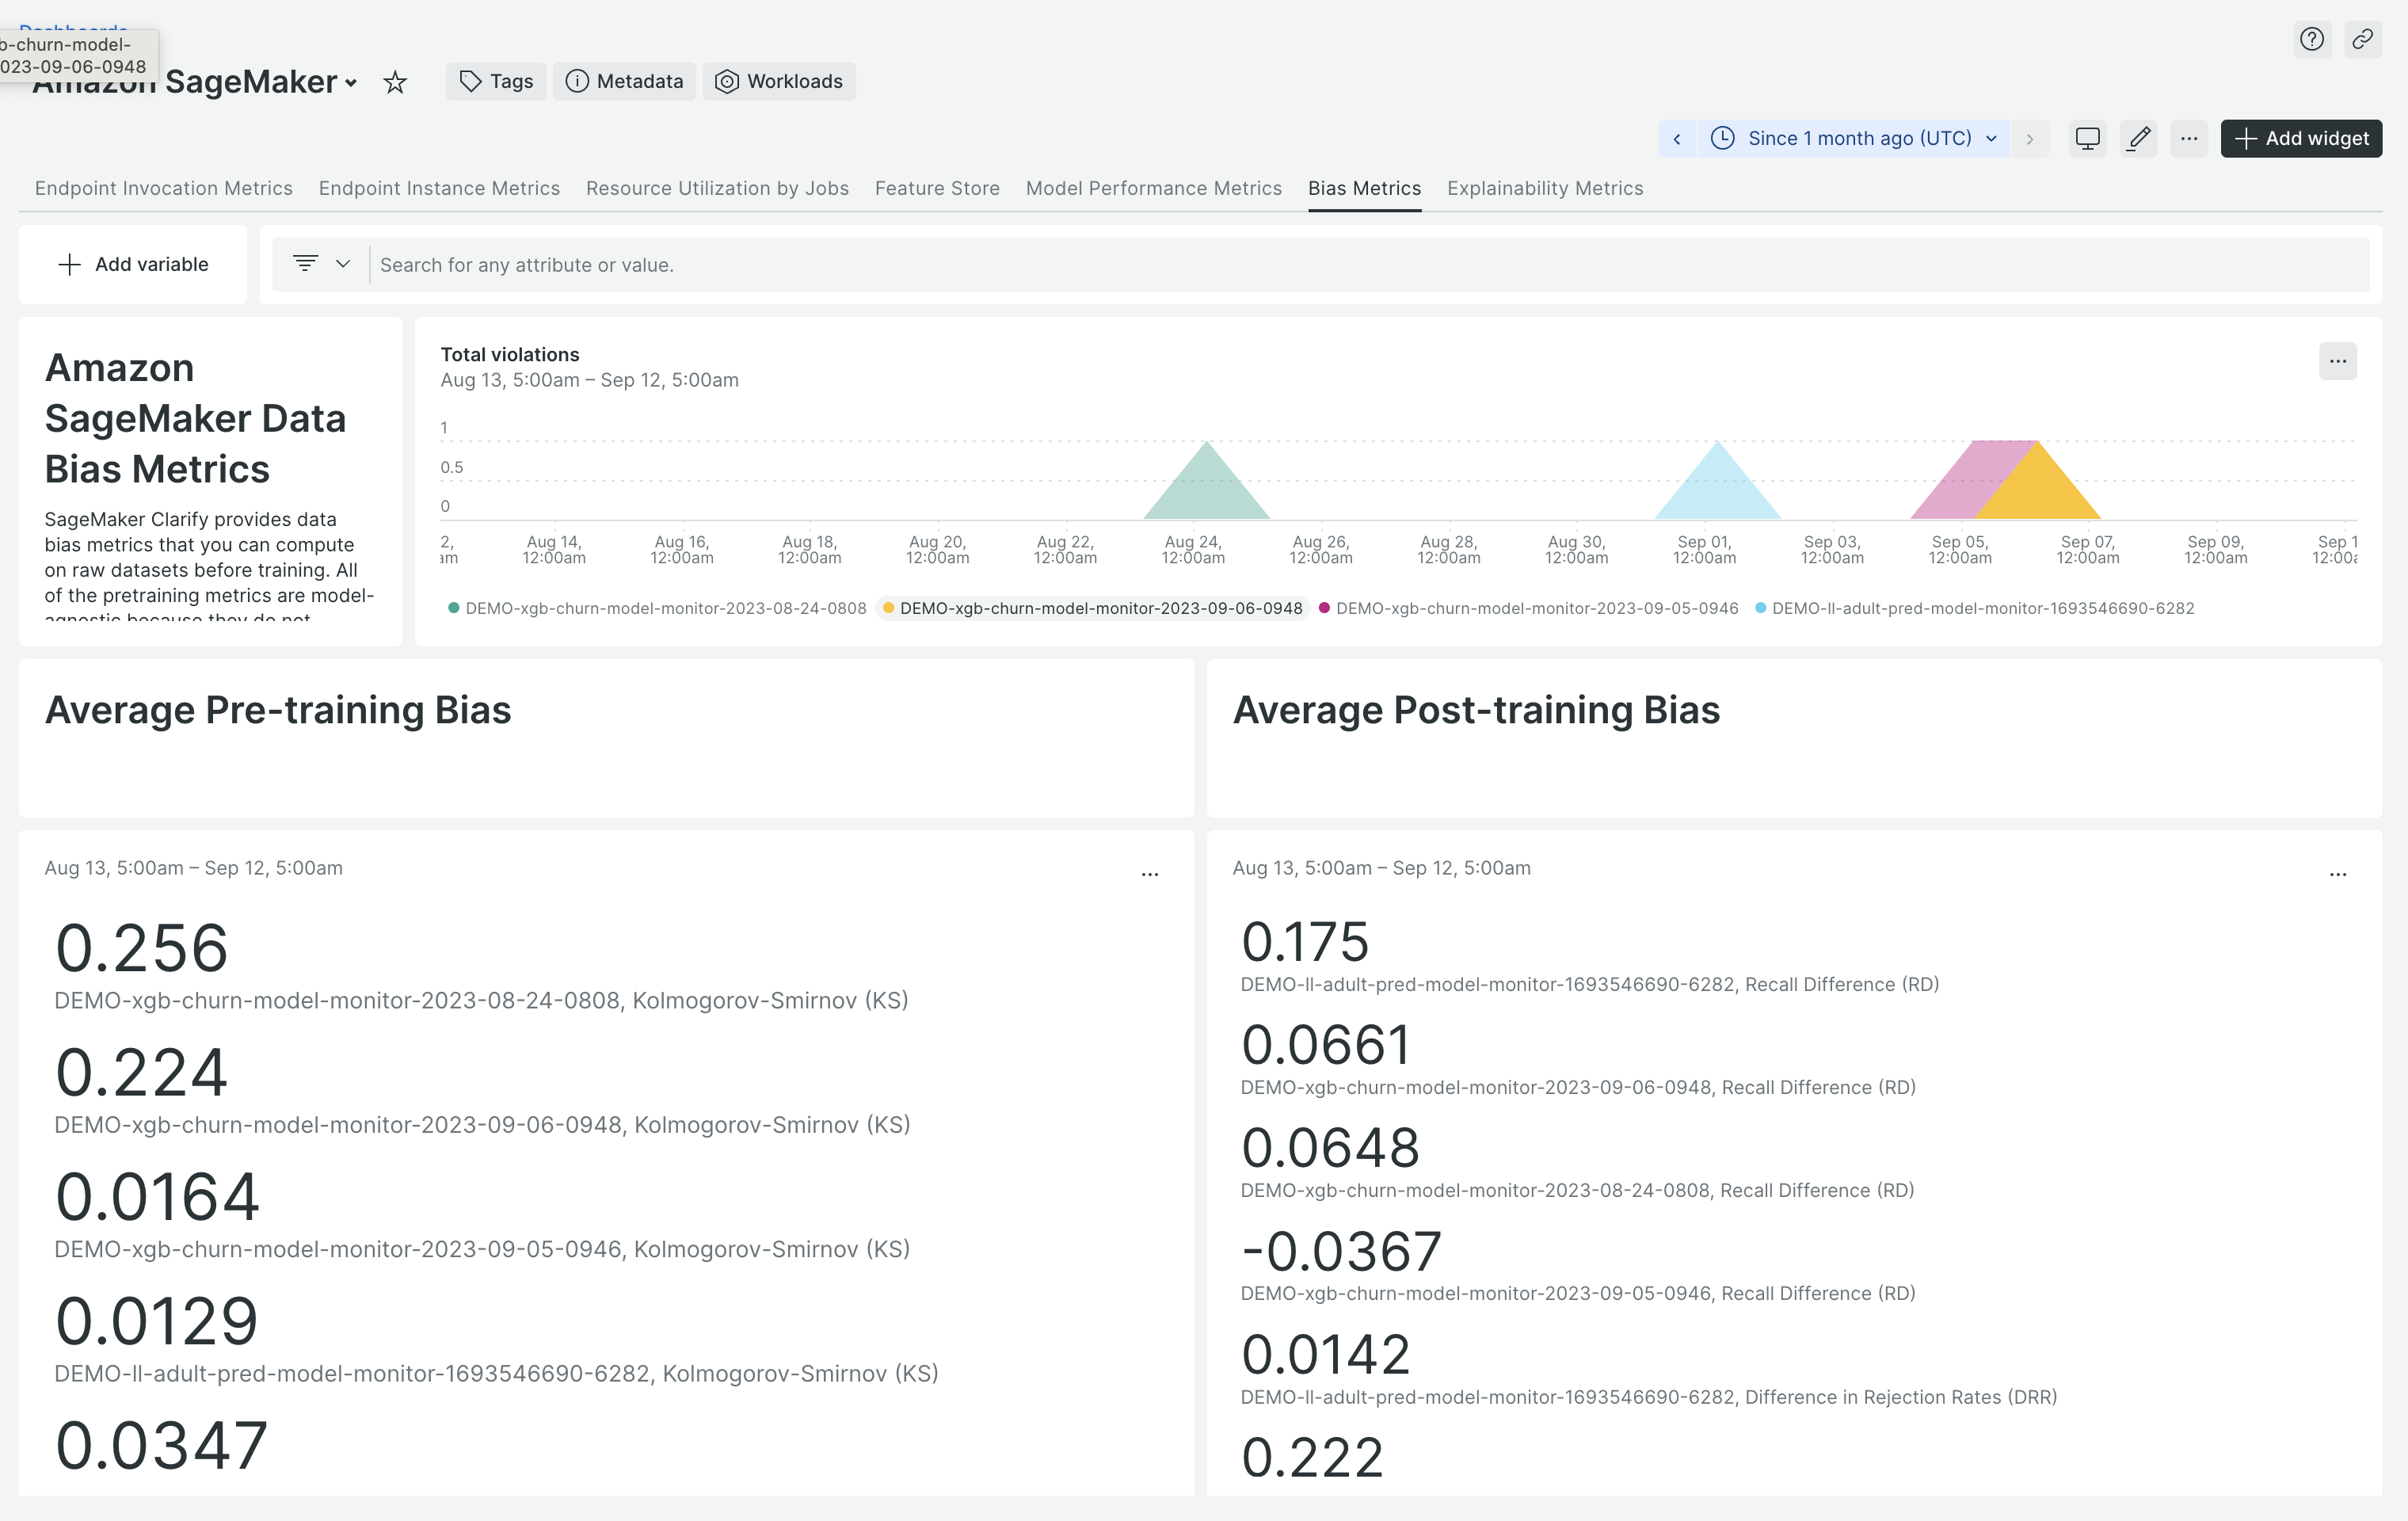 Dashboards
b-churn-model-
023-09-06-0948
Amazon SageMaker
Tags
Metadata
Workloads
Since 1 month ago (UTC)
Add widget
Endpoint Invocation Metrics
Endpoint Instance Metrics
Resource Utilization by Jobs
Feature Store
Model Performance Metrics
Bias Metrics
Explainability Metrics
Add variable
Search for any attribute or value.
Amazon
SageMaker Data
Bias Metrics
SageMaker Clarify provides data
bias metrics that you can compute
on raw datasets before training. All
of the pretraining metrics are model-
agnostic because they do not
Total violations
Aug 13, 5:00am – Sep 12, 5:00am
1
0.5
0
2,
am
Aug 14,
12:00am
Aug 16,
12:00am
Aug 18,
12:00am
Aug 20,
12:00am
Aug 22,
12:00am
Aug 24,
12:00am
Aug 26,
12:00am
Aug 28,
12:00am
Aug 30,
12:00am
Sep 01,
12:00am
Sep 03,
12:00am
Sep 05,
12:00am
Sep 07,
12:00am
Sep 09,
12:00am
Sep 1
12:00a
DEMO-xgb-churn-model-monitor-2023-08-24-0808
DEMO-xgb-churn-model-monitor-2023-09-06-0948
DEMO-xgb-churn-model-monitor-2023-09-05-0946
DEMO-ll-adult-pred-model-monitor-1693546690-6282
Average Pre-training Bias
Aug 13, 5:00am – Sep 12, 5:00am
0.256
DEMO-xgb-churn-model-monitor-2023-08-24-0808, Kolmogorov-Smirnov (KS)
0.224
DEMO-xgb-churn-model-monitor-2023-09-06-0948, Kolmogorov-Smirnov (KS)
0.0164
DEMO-xgb-churn-model-monitor-2023-09-05-0946, Kolmogorov-Smirnov (KS)
0.0129
DEMO-ll-adult-pred-model-monitor-1693546690-6282, Kolmogorov-Smirnov (KS)
0.0347
Average Post-training Bias
Aug 13, 5:00am – Sep 12, 5:00am
0.175
DEMO-ll-adult-pred-model-monitor-1693546690-6282, Recall Difference (RD)
0.0661
DEMO-xgb-churn-model-monitor-2023-09-06-0948, Recall Difference (RD)
0.0648
DEMO-xgb-churn-model-monitor-2023-08-24-0808, Recall Difference (RD)
-0.0367
DEMO-xgb-churn-model-monitor-2023-09-05-0946, Recall Difference (RD)
0.0142
DEMO-ll-adult-pred-model-monitor-1693546690-6282, Difference in Rejection Rates (DRR)
0.222